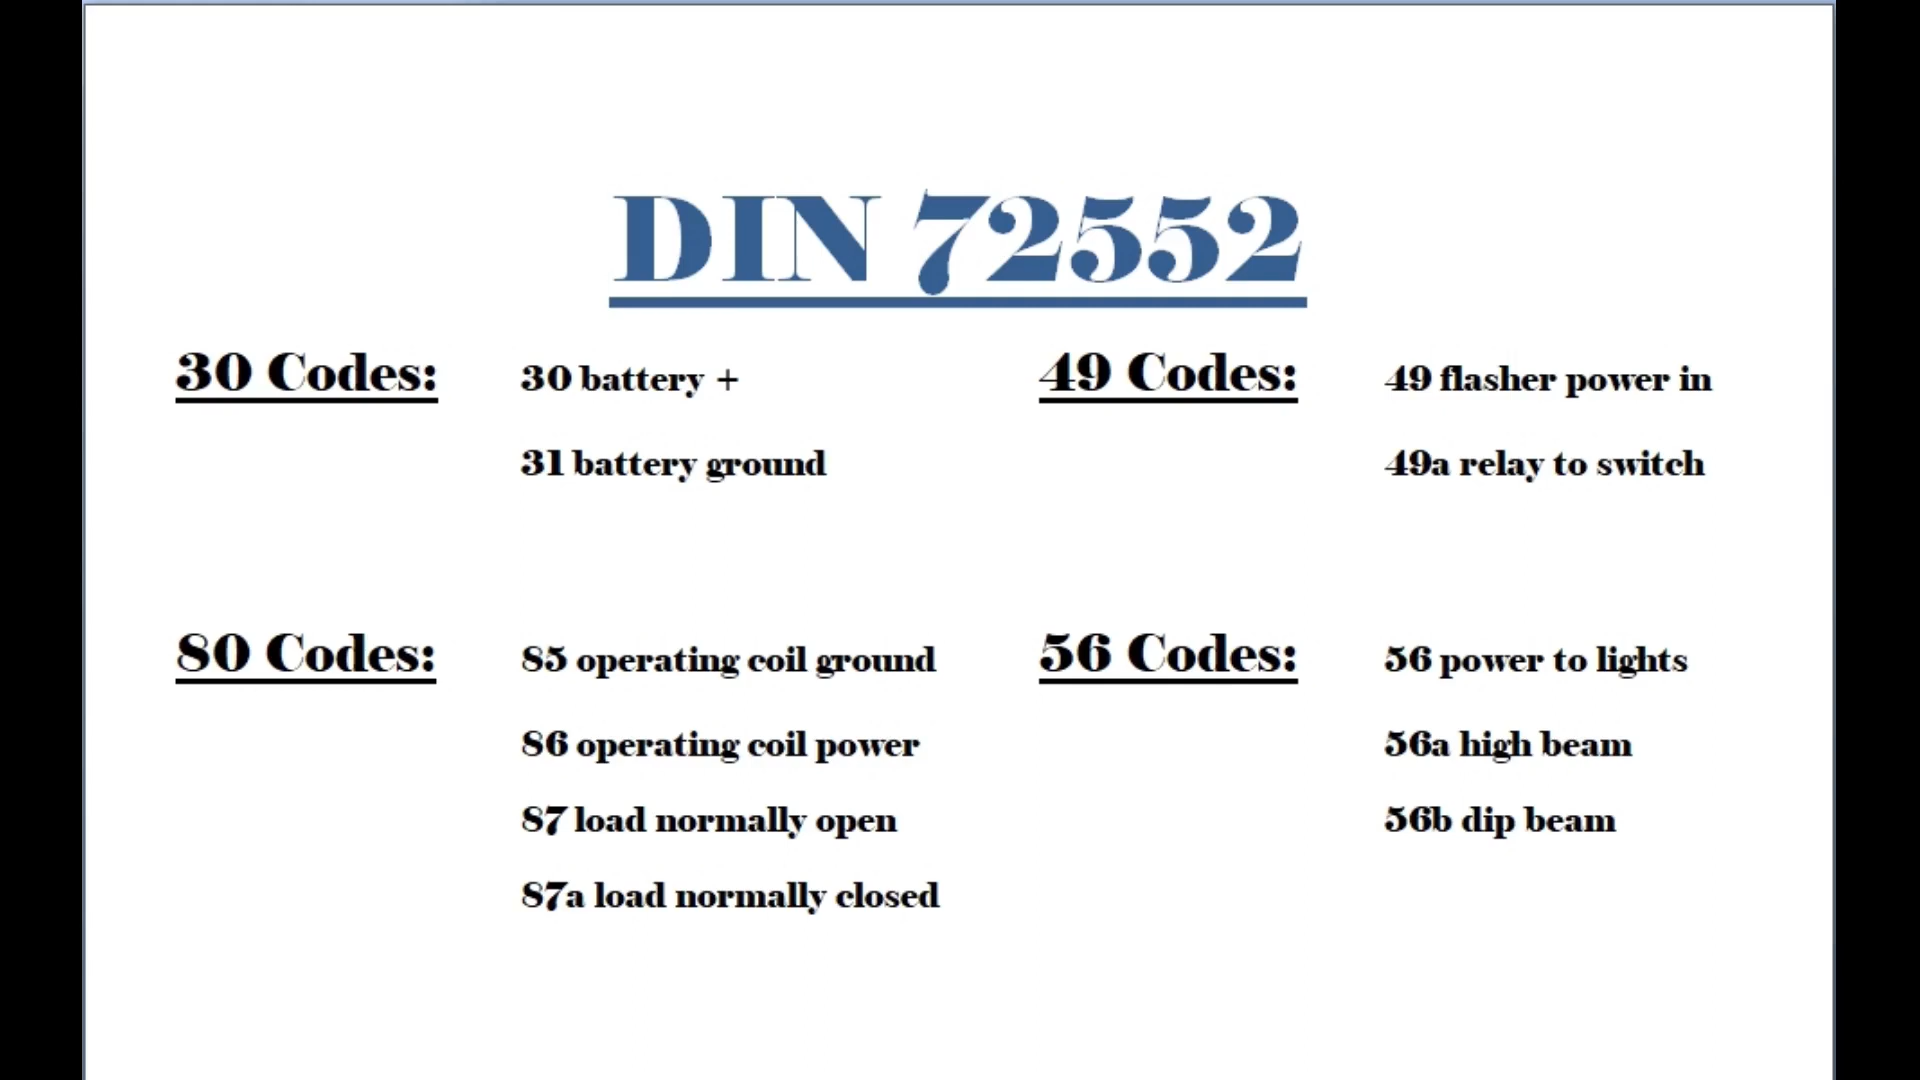 DIN 72552
30 Codes: 30 battery + 
31 battery ground
49 Codes: 49 flasher power in
49a relay to switch
80 Codes: 85 operating coil ground
86 operating coil power
87 load normally open
87a load normally closed
56 Codes: 56 power to lights
56a high beam
56b dip beam